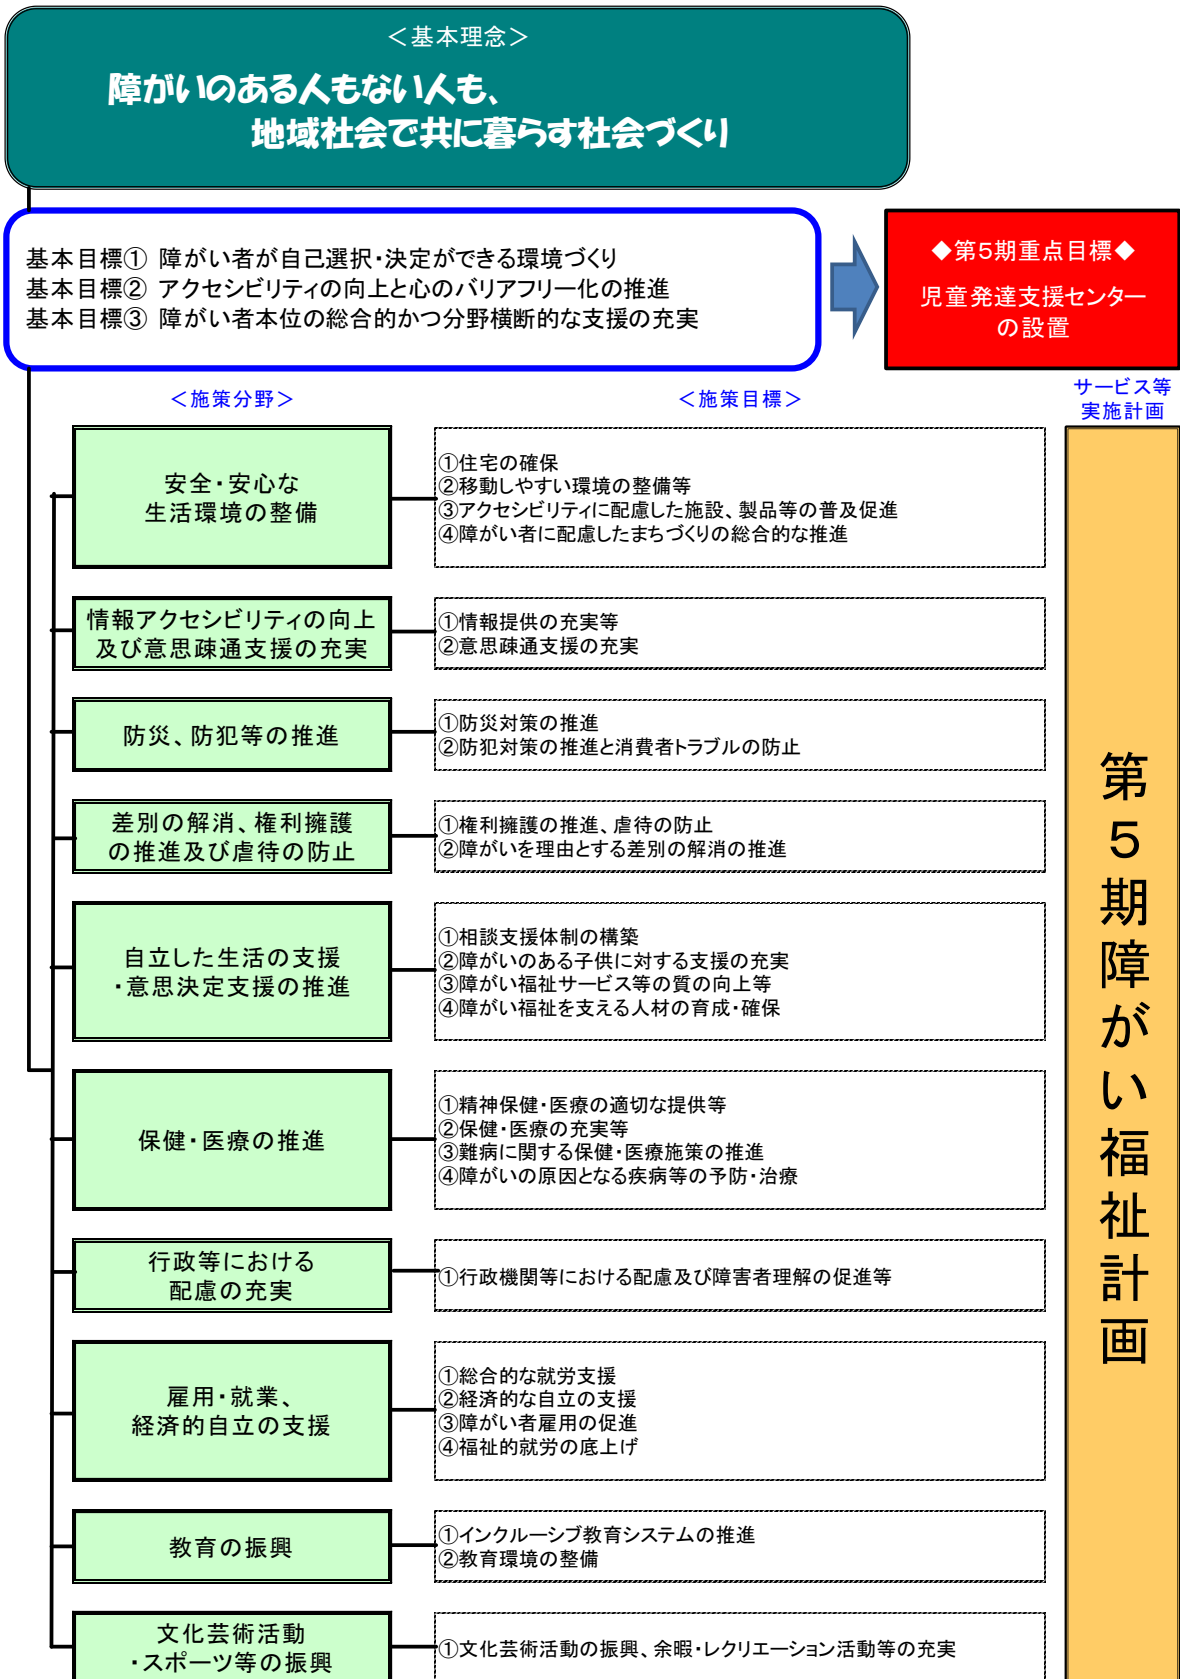 ＜基本理念＞
障がいのある人もない人も、
地域社会で共に暮らす社会づくり
基本目標① 障がい者が自己選択・決定ができる環境づくり
基本目標② アクセシビリティの向上と心のバリアフリー化の推進
基本目標③ 障がい者本位の総合的かつ分野横断的な支援の充実
◆第5期重点目標◆
児童発達支援センター
の設置
＜施策分野＞
＜施策目標＞
サービス等
実施計画
安全・安心な
生活環境の整備
①住宅の確保
②移動しやすい環境の整備等
③アクセシビリティに配慮した施設、製品等の普及促進
④障がい者に配慮したまちづくりの総合的な推進
情報アクセシビリティの向上
及び意思疎通支援の充実
①情報提供の充実等
②意思疎通支援の充実
防災、防犯等の推進
①防災対策の推進
②防犯対策の推進と消費者トラブルの防止
差別の解消、権利擁護
の推進及び虐待の防止
①権利擁護の推進、虐待の防止
②障がいを理由とする差別の解消の推進
自立した生活の支援
・意思決定支援の推進
①相談支援体制の構築
②障がいのある子供に対する支援の充実
③障がい福祉サービス等の質の向上等
④障がい福祉を支える人材の育成・確保
保健・医療の推進
①精神保健・医療の適切な提供等
②保健・医療の充実等
③難病に関する保健・医療施策の推進
④障がいの原因となる疾病等の予防・治療
行政等における
配慮の充実
①行政機関等における配慮及び障害者理解の促進等
雇用・就業、
経済的自立の支援
①総合的な就労支援
②経済的な自立の支援
③障がい者雇用の促進
④福祉的就労の底上げ
教育の振興
①インクルーシブ教育システムの推進
②教育環境の整備
文化芸術活動
・スポーツ等の振興
①文化芸術活動の振興、余暇・レクリエーション活動等の充実
第５期障がい福祉計画